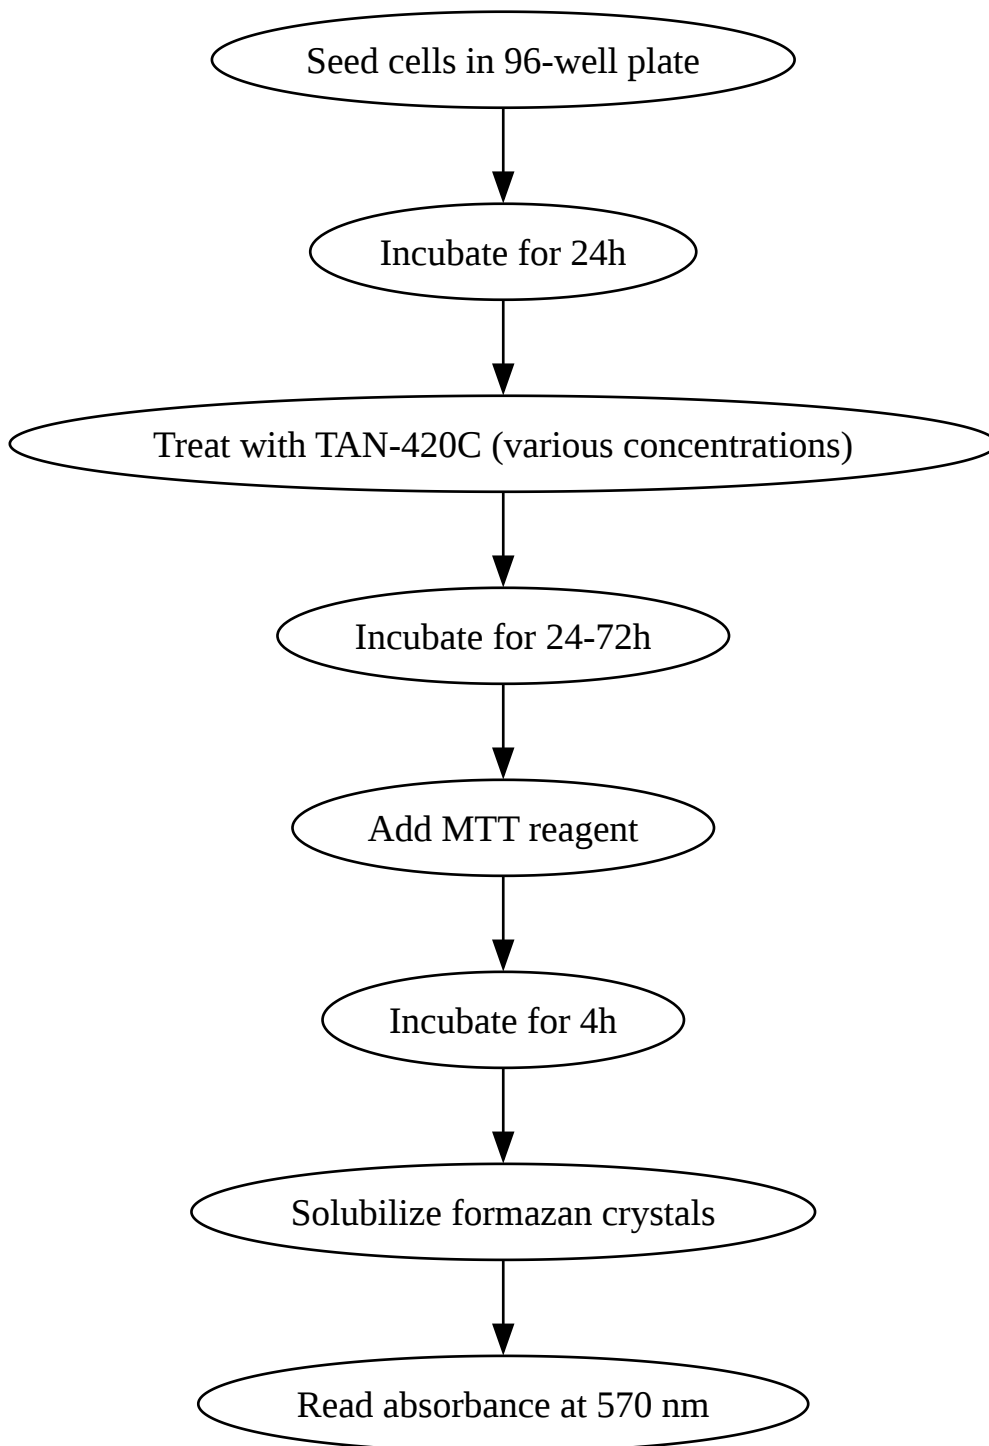 Seed cells in 96-well plate
Incubate for 24h
Treat with TAN-420C (various concentrations)
Incubate for 24-72h
Add MTT reagent
Incubate for 4h
Solubilize formazan crystals
Read absorbance at 570 nm